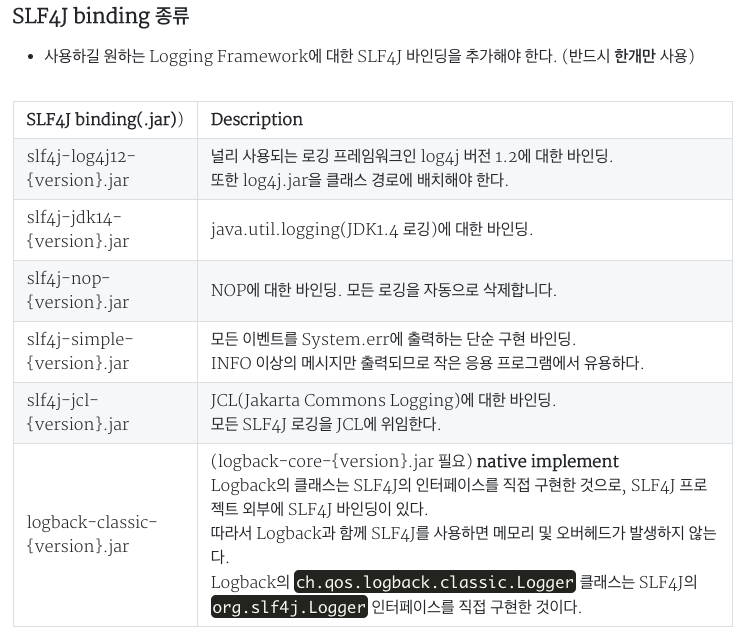 SLF4J binding 종류
• 사용하길 원하는 Logging Framework에 대한 SLF4J 바인딩을 추가해야 한다. (반드시 한개만 사용)
SLF4J binding(.jar)) Description
slf4j-log4j12-
{version}.jar
널리 사용되는 로깅 프레임워크인 log4j 버전 1.2에 대한 바인딩.
또한 log4j.jar을 클래스 경로에 배치해야 한다.
slf4j-jdk14-
{version}.jar
java.util.logging(JDK1.4 로깅)에 대한 바인딩.
slf4j-nop-
{version}.jar
NOP에 대한 바인딩. 모든 로깅을 자동으로 삭제합니다.
slf4j-simple-
{version}.jar
모든 이벤트를 System.err에 출력하는 단순 구현 바인딩.
INFO 이상의 메시지만 출력되므로 작은 응용 프로그램에서 유용하다.
slf4j-jcl-
{version}.jar
JCL(Jakarta Commons Logging)에 대한 바인딩.
모든 SLF4J 로깅을 JCL에 위임한다.
logback-classic-
{version}.jar
(logback-core-{version}.jar 필요) native implement
Logback의 클래스는 SLF4J의 인터페이스를 직접 구현한 것으로, SLF4J 프로
젝트 외부에 SLF4J 바인딩이 있다.
따라서 Logback과 함께 SLF4J를 사용하면 메모리 및 오버헤드가 발생하지 않는
다.
Logback의 ch.qos.logback.classic.Logger 클래스는 SLF4J의
org.slf4j.Logger 인터페이스를 직접 구현한 것이다.